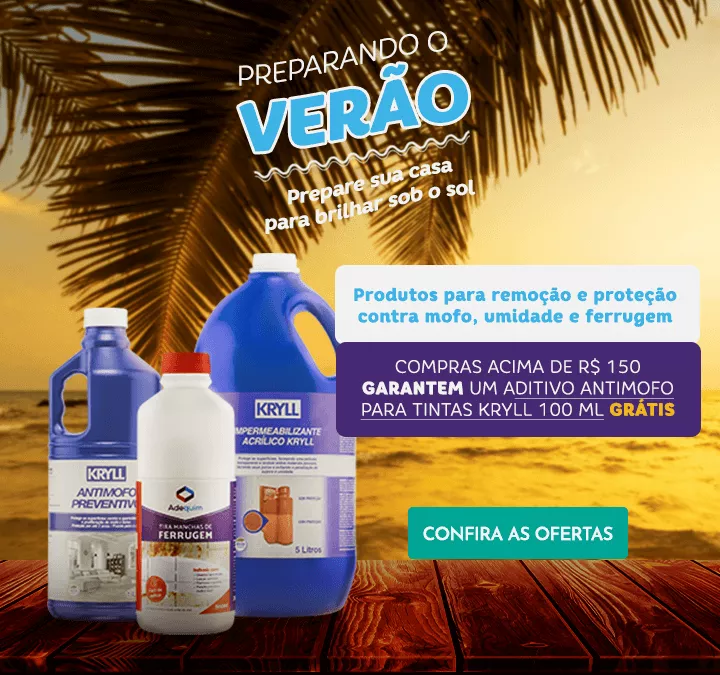 PREPARANDO O
VERÃO
Prepare sua casa
para brilhar sob o sol
Produtos para remoção e proteção
contra mofo, umidade e ferrugem
COMPRAS ACIMA DE R$ 150
GARANTEM UM ADITIVO ANTIMOFO
PARA TINTAS KRYLL 100 ML GRÁTIS
CONFIRA AS OFERTAS
KRYLL
ANTIMOFO
PREVENTIVO
Adequim
TIRA MANCHAS DE
FERRUGEM
KRYLL
IMPERMEABILIZANTE
ACRÍLICO KRYLL
5 Litros